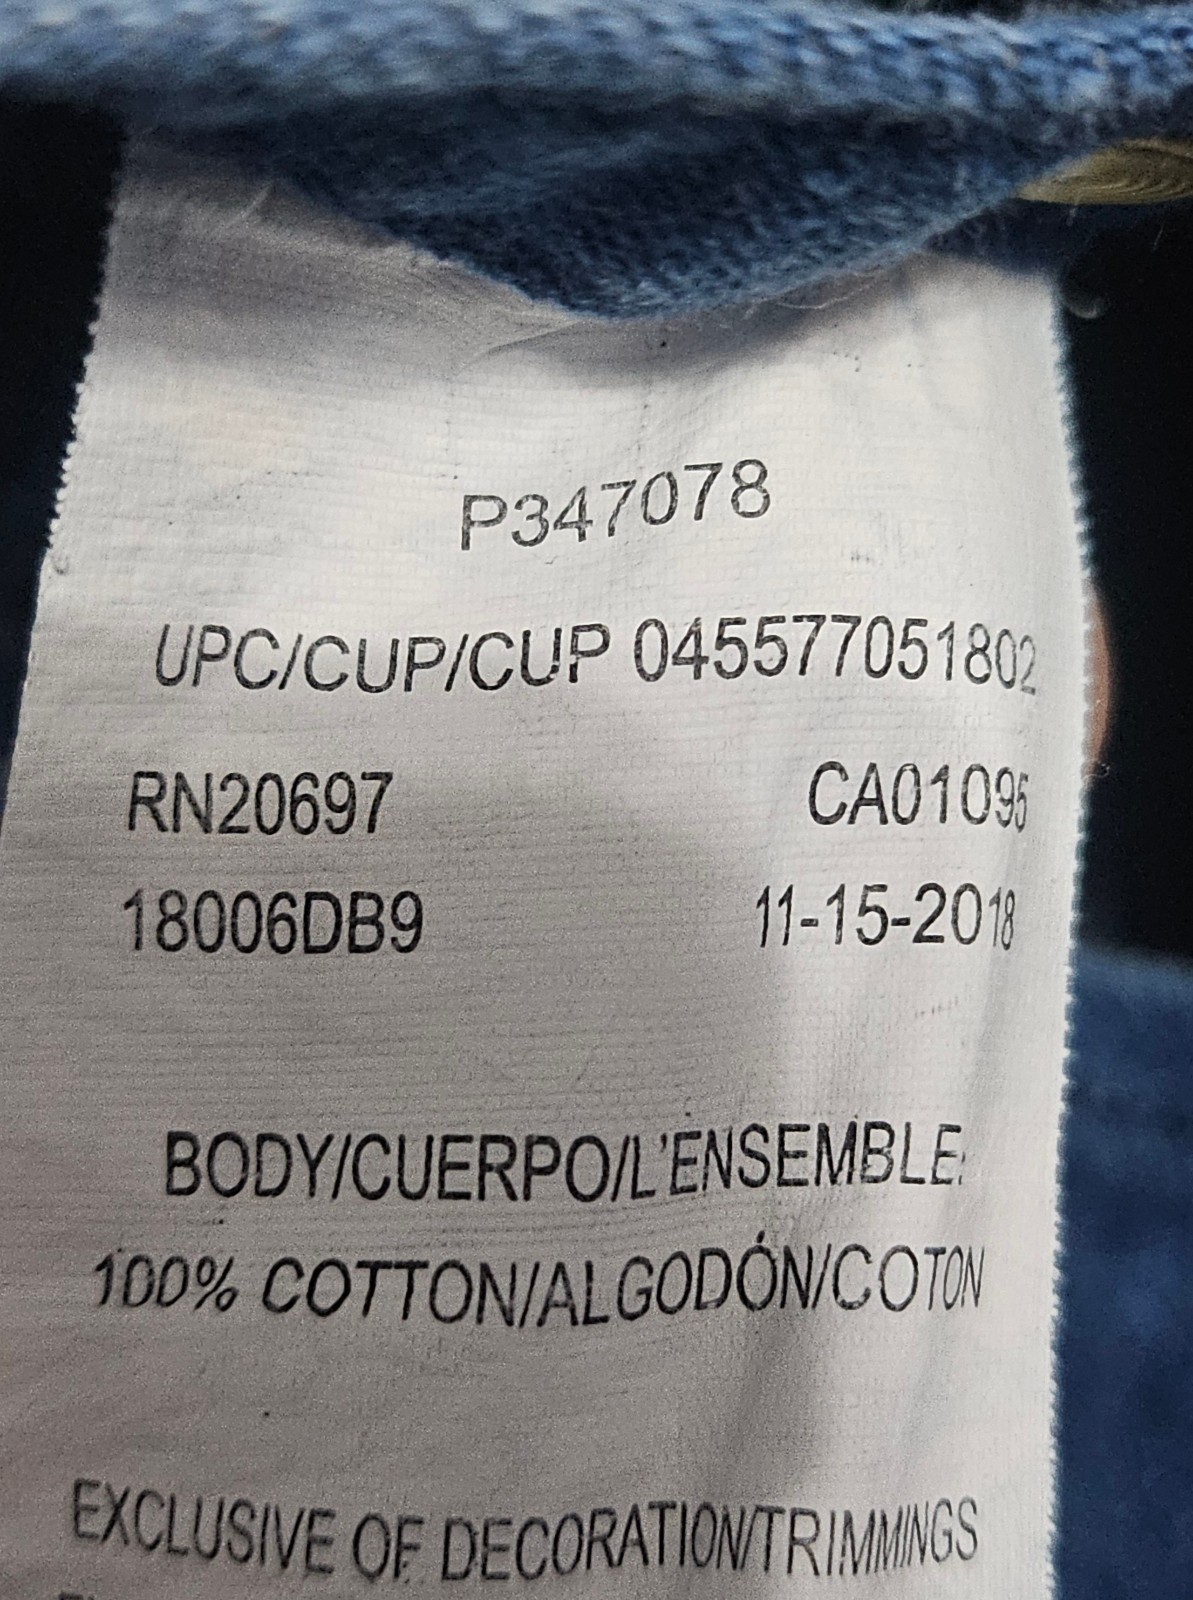 P347078
UPC/CUP/CUP 045577051802
RN20697 CA01095
18006DB9 11-15-2018
BODY/CUERPO/L'ENSEMBLE:
100% COTTON/ALGODÓN/COTON
EXCLUSIVE OF DECORATION/TRIMMINGS